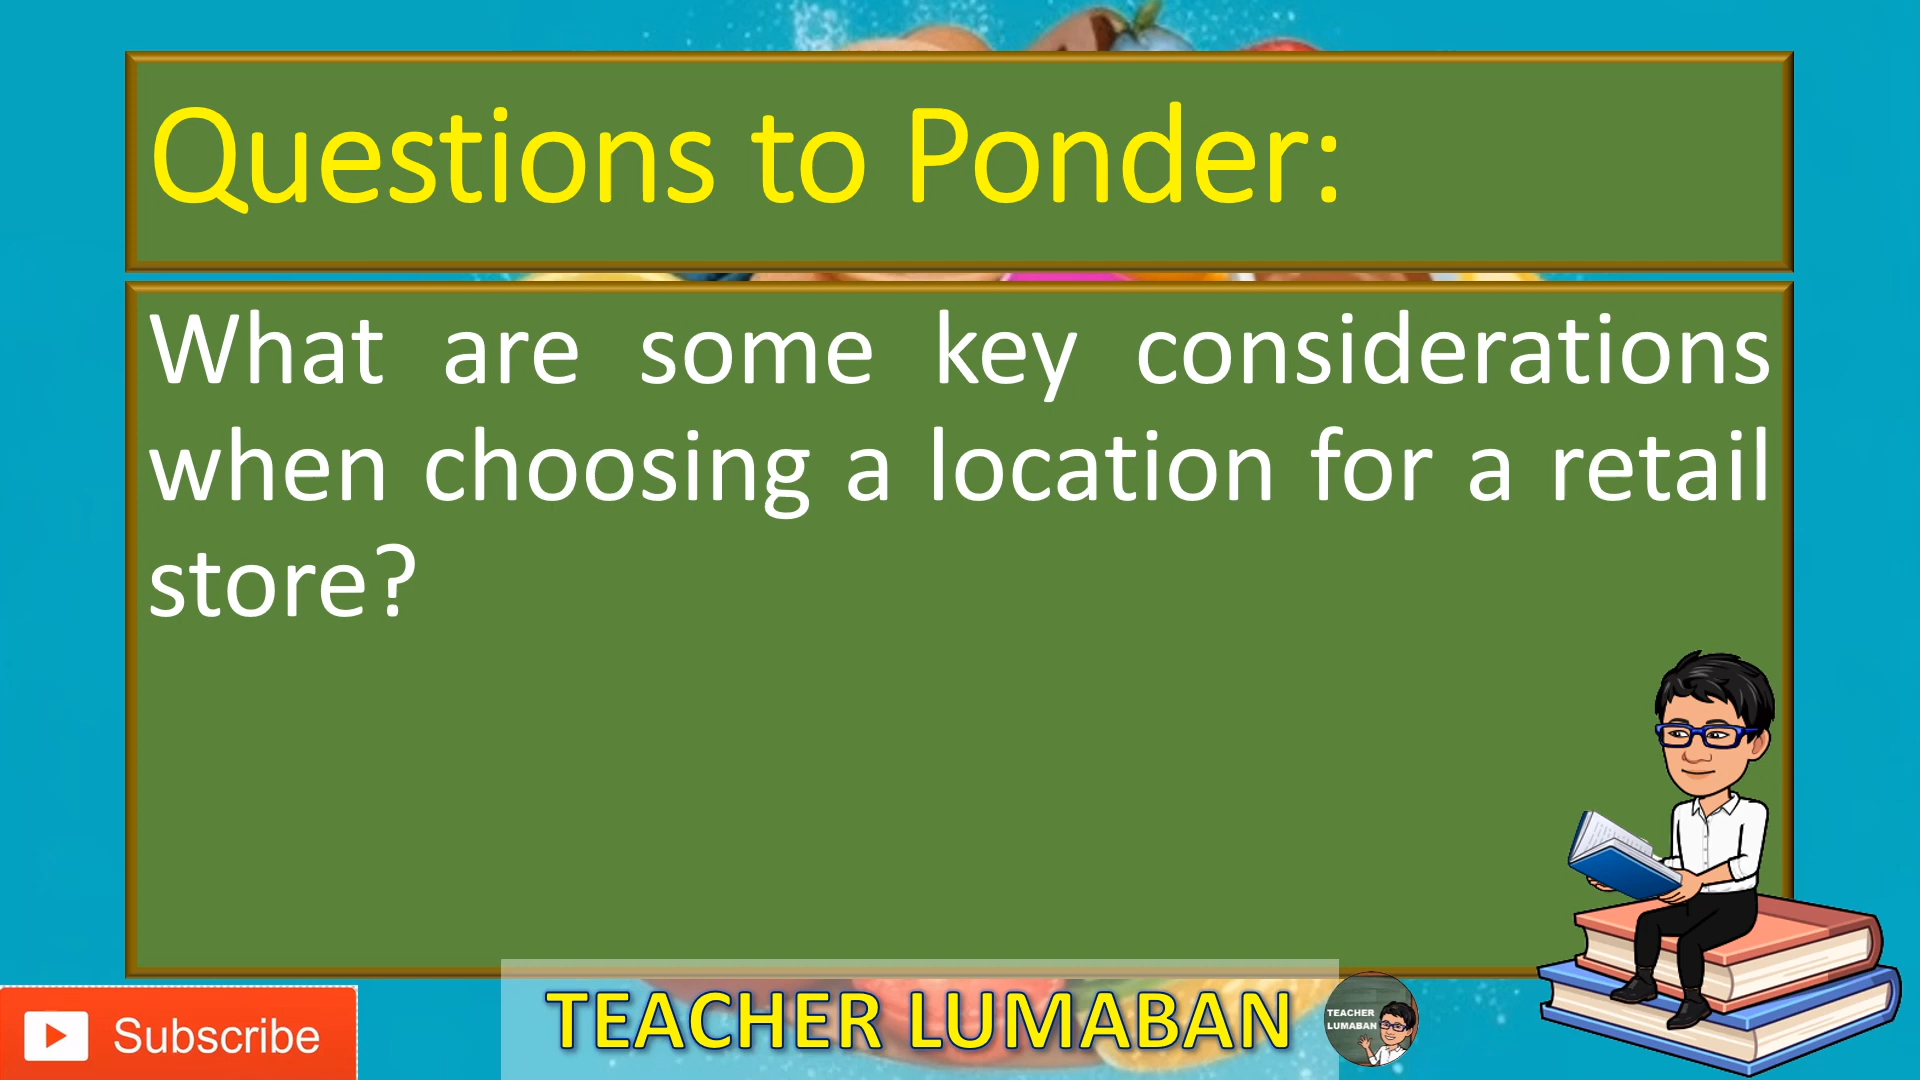 Questions to Ponder:
What are some key considerations
when choosing a location for a retail
store?
Subscribe
TEACHER LUMABAN
TEACHER
LUMABAN